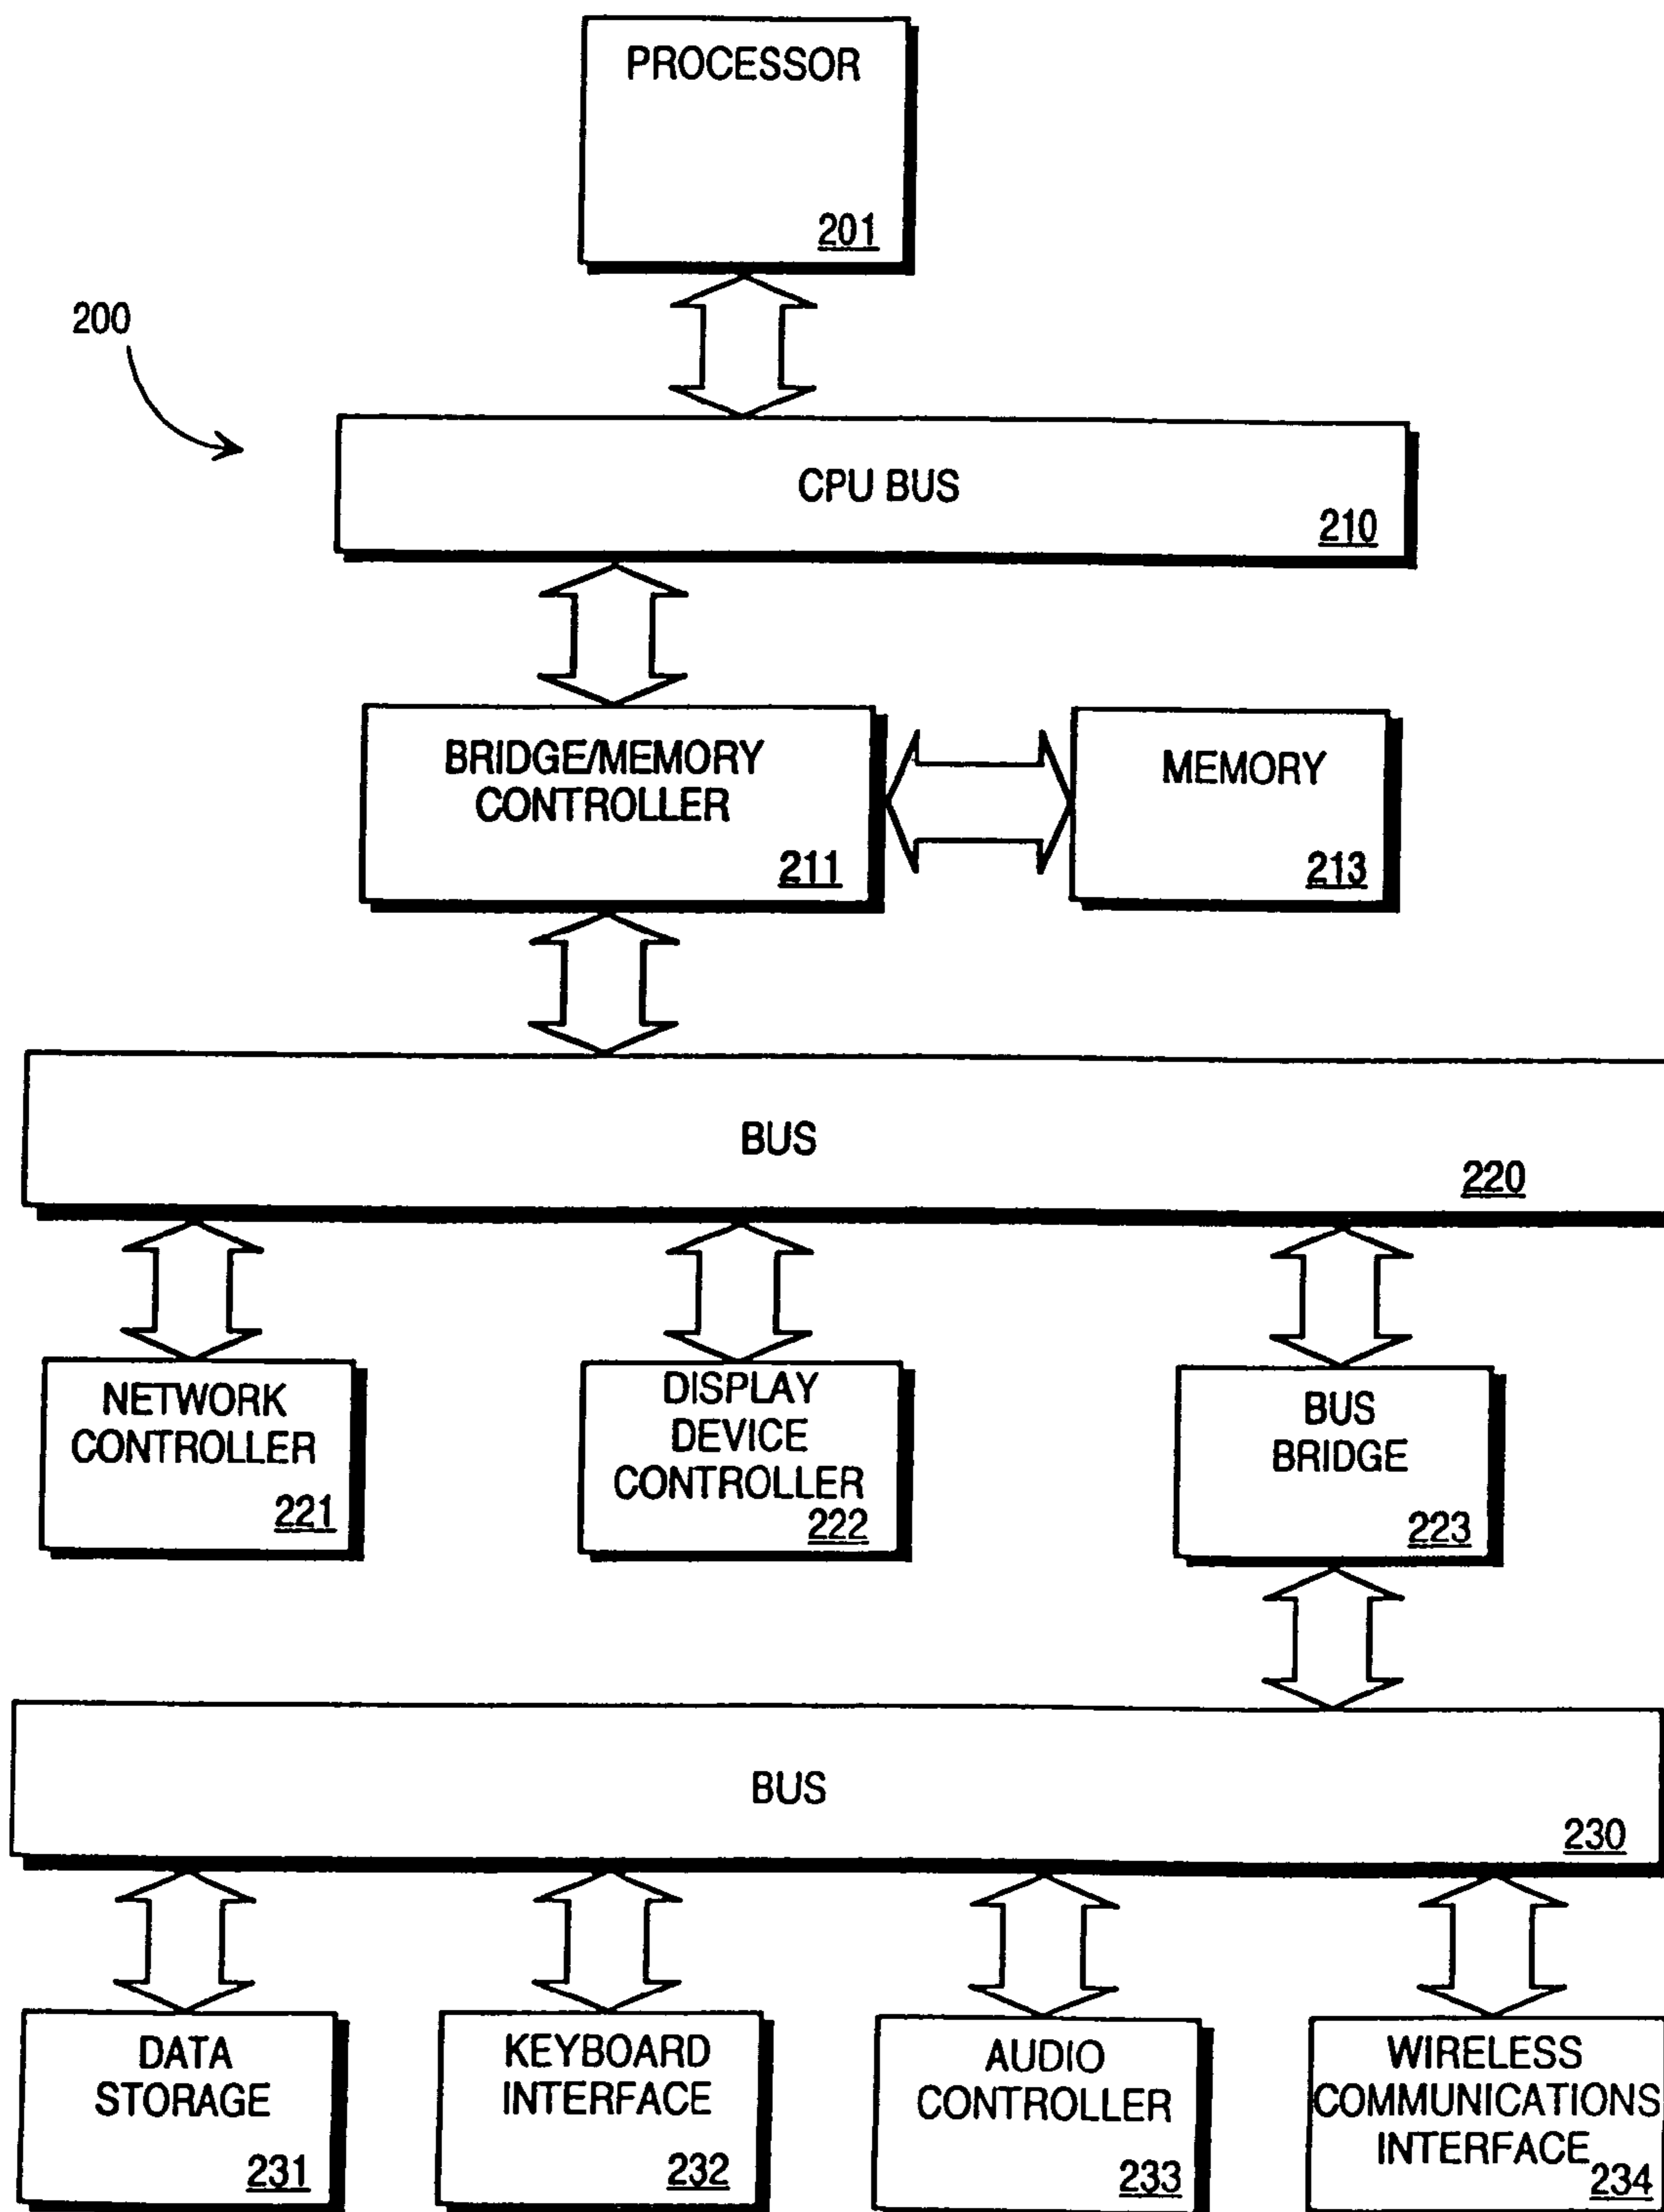 PROCESSOR
201
200
CPU BUS
210
BRIDGE/MEMORY
CONTROLLER
211
MEMORY
213
BUS
220
NETWORK
CONTROLLER
221
DISPLAY
DEVICE
CONTROLLER
222
BUS
BRIDGE
223
BUS
230
DATA
STORAGE
231
KEYBOARD
INTERFACE
232
AUDIO
CONTROLLER
233
WIRELESS
COMMUNICATIONS
INTERFACE
234